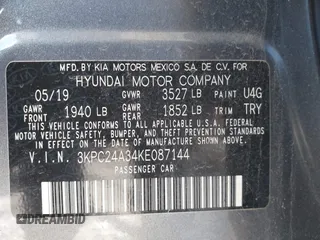 MFD. BY KIA MOTORS MEXICO S.A. DE C.V. FOR
HYUNDAI MOTOR COMPANY
05/19 GVWR 3527 LB PAINT U4G
GAWR FRONT 1940 LB GAWR REAR 1852 LB TRIM TRY
THIS VEHICLE CONFORMS TO ALL APPLICABLE U.S. FEDERAL MOTOR
VEHICLE SAFETY, BUMPER, AND THEFT PREVENTION STANDARDS
IN EFFECT ON THE DATE OF MANUFACTURE SHOWN ABOVE.
V.I.N. 3KPC24A34KE087144
PASSENGER CAR